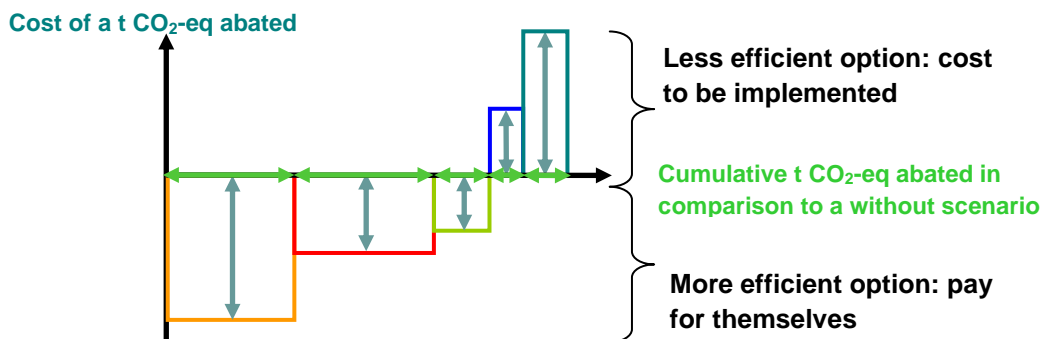 Cost of a t CO₂-eq abated
Less efficient option: cost
to be implemented
Cumulative t CO₂-eq abated in
comparison to a without scenario
More efficient option: pay
for themselves